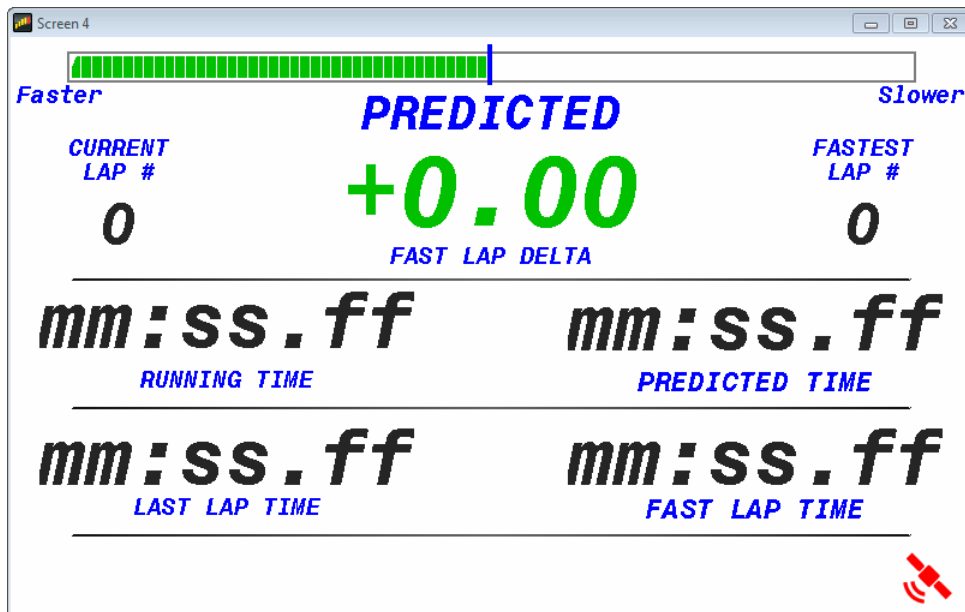 Screen 4
Faster
Slower
PREDICTED
CURRENT
LAP #
0
+0.00
FASTEST
LAP #
0
FAST LAP DELTA
mm:ss.ff
mm:ss.ff
RUNNING TIME
PREDICTED TIME
mm:ss.ff
mm:ss.ff
LAST LAP TIME
FAST LAP TIME